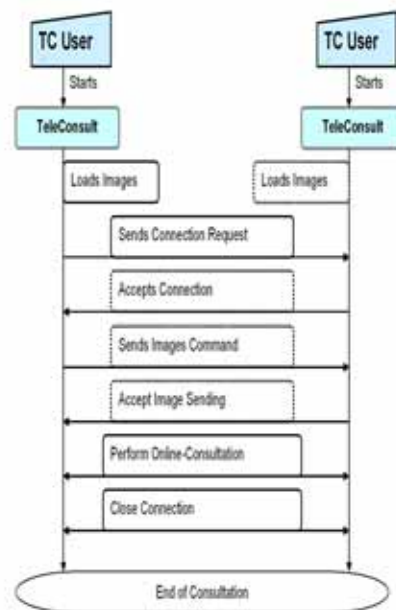 TC User
TC User
Starts
Starts
TeleConsult
TeleConsult
Loads Images
Loads Images
Sends Connection Request
Accepts Connection
Sends Images Command
Accept Image Sending
Perform Online-Consultation
Close Connection
End of Consultation